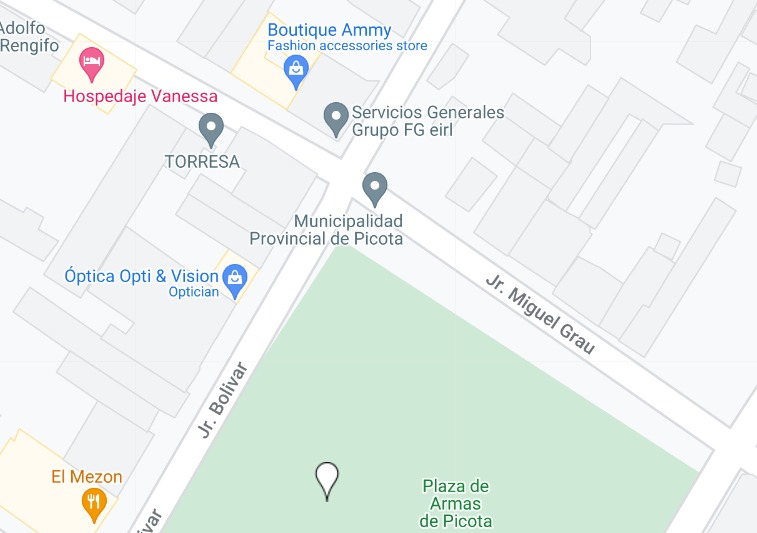 Adolfo
Rengifo
Boutique Ammy
Fashion accessories store
Hospedaje Vanessa
Servicios Generales
Grupo FG eirl
TORRESA
Municipalidad
Provincial de Picota
Óptica Opti & Vision
Optician
Jr. Miguel Grau
Jr. Bolivar
El Mezon
Plaza de
Armas
de Picota
ivar